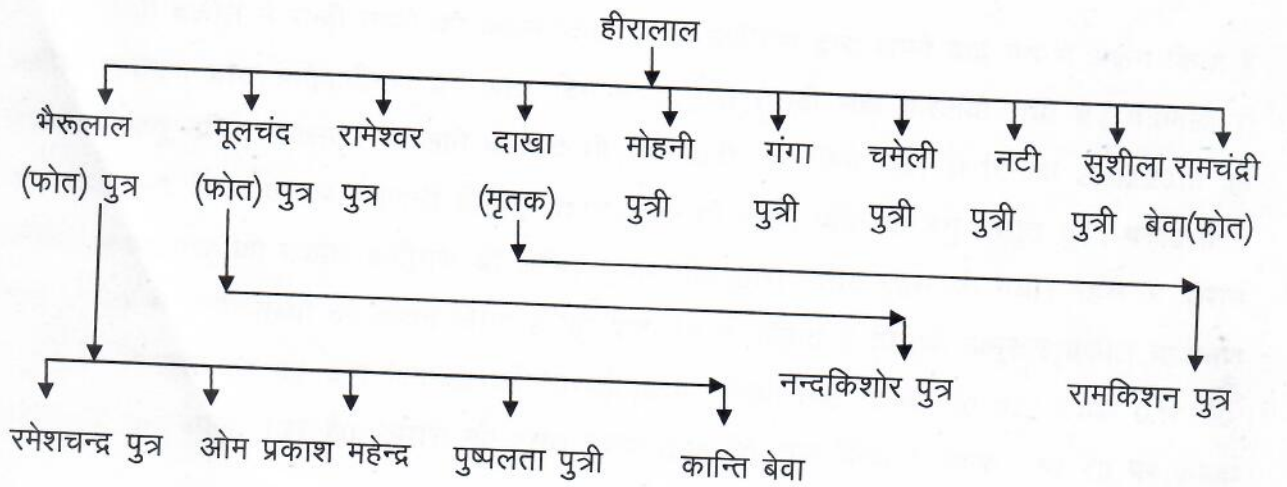 हीरालाल
भैरूलाल मूलचंद रामेश्वर दाखा मोहनी गंगा चमेली नटी सुशीला रामचंद्री
(फोत) पुत्र (फोत) पुत्र पुत्र (मृतक) पुत्री पुत्री पुत्री पुत्री पुत्री बेवा(फोत)
नन्दकिशोर पुत्र रामकिशन पुत्र
रमेशचन्द्र पुत्र ओम प्रकाश महेन्द्र पुष्पलता पुत्री कान्ति बेवा